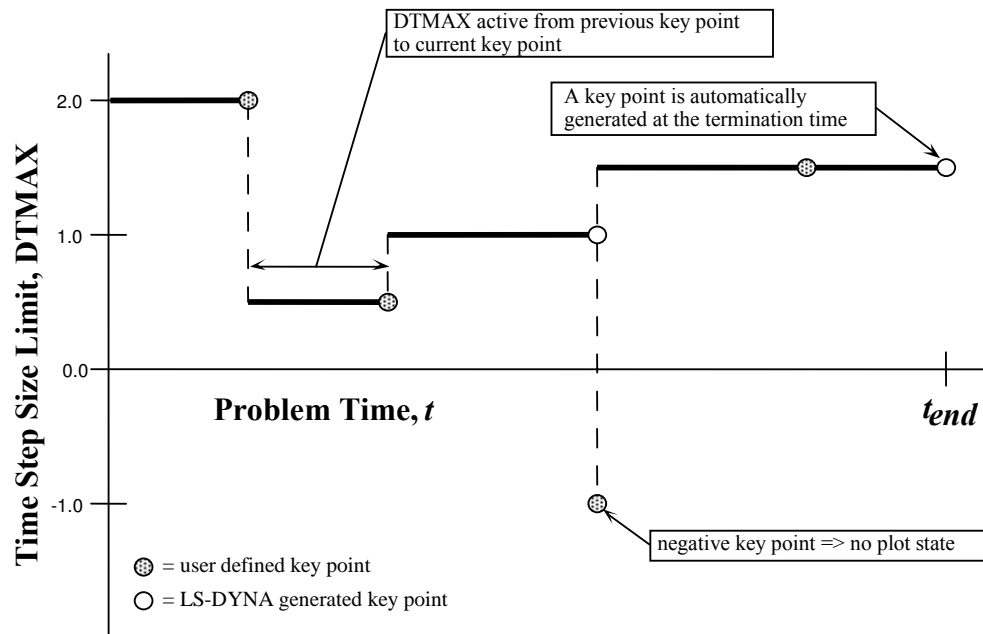 DTMAX active from previous key point
to current key point
A key point is automatically
generated at the termination time
Time Step Size Limit, DTMAX
2.0
1.0
0.0
-1.0
Problem Time, t
tend
negative key point => no plot state
= user defined key point
= LS-DYNA generated key point